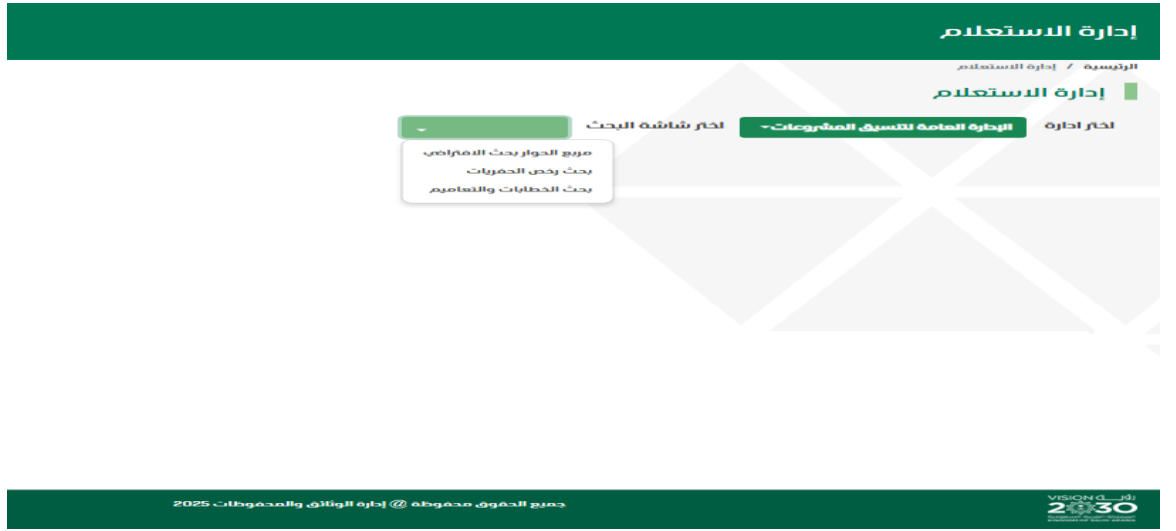 إدارة الاستعلام
الرئيسية / إدارة الاستعلام
إدارة الاستعلام
اختر ادارة الإدارة العامة لتنسيق المشروعات اختر شاشة البحث
مربع الحوار بحث الافتراضي
بحث رخص الحفريات
بحث الخطابات والتعاميم
VISION رؤيـــة
2030
جميع الحقوق محفوظة @ إدارة الوثائق والمحفوظات 2025